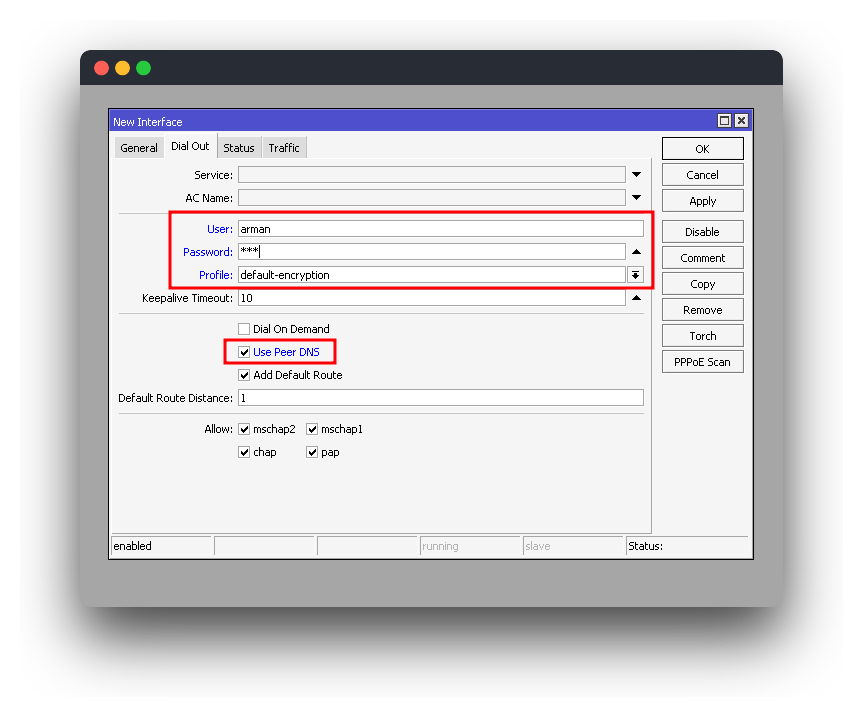 New Interface
General Dial Out Status Traffic
OK
Service:
Cancel
AC Name:
Apply
User: arman
Disable
Password: ***
Comment
Profile: default-encryption
Copy
Keepalive Timeout: 10
Remove
Dial On Demand
Torch
Use Peer DNS
PPPoE Scan
Add Default Route
Default Route Distance: 1
Allow: mschap2 mschap1
chap pap
enabled running slave Status: